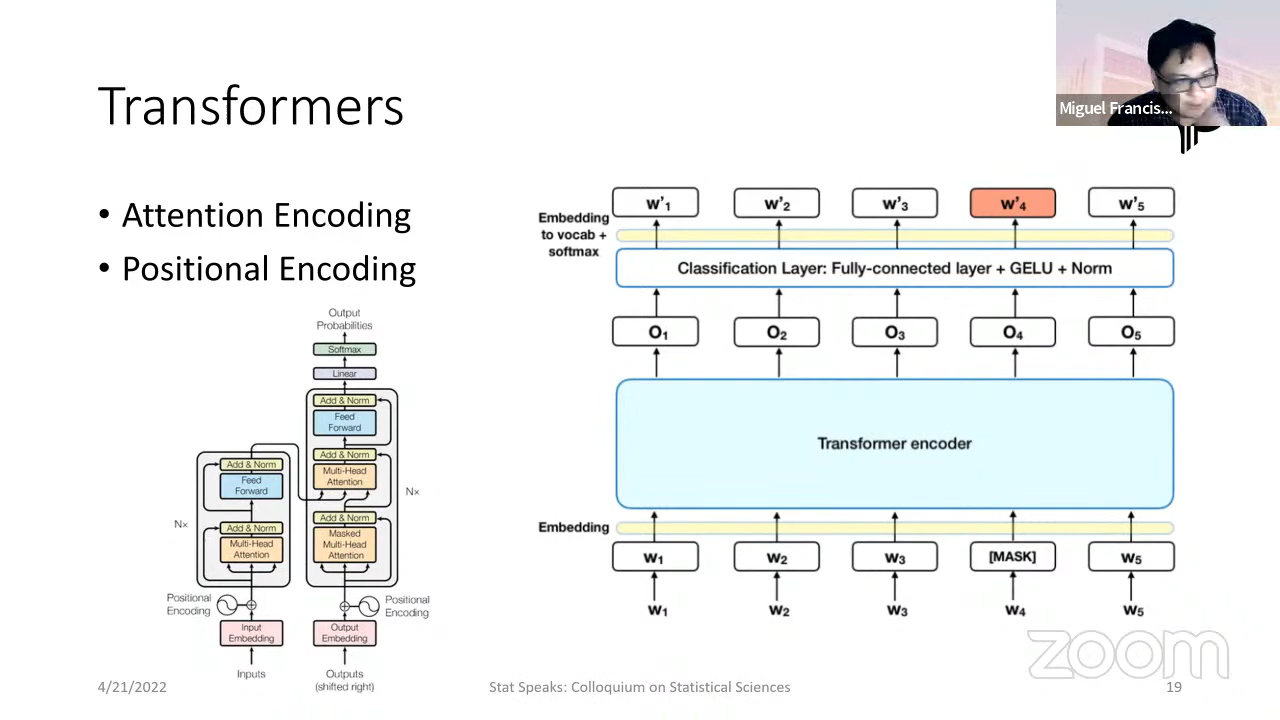 Miguel Francis...
Transformers
• Attention Encoding
• Positional Encoding
Output
Probabilities
Softmax
Linear
Add & Norm
Feed
Forward
Add & Norm
Multi-Head
Attention
Add & Norm
Masked
Multi-Head
Attention
Nx
Positional
Encoding
Output
Embedding
Outputs
(shifted right)
Add & Norm
Feed
Forward
Add & Norm
Multi-Head
Attention
Nx
Positional
Encoding
Input
Embedding
Inputs
W'1 W'2 W'3 W'4 W'5
Embedding
to vocab +
softmax
Classification Layer: Fully-connected layer + GELU + Norm
O1 O2 O3 O4 O5
Transformer encoder
Embedding
W1 W2 W3 [MASK] W5
W1 W2 W3 W4 W5
zoom
4/21/2022 Stat Speaks: Colloquium on Statistical Sciences 19